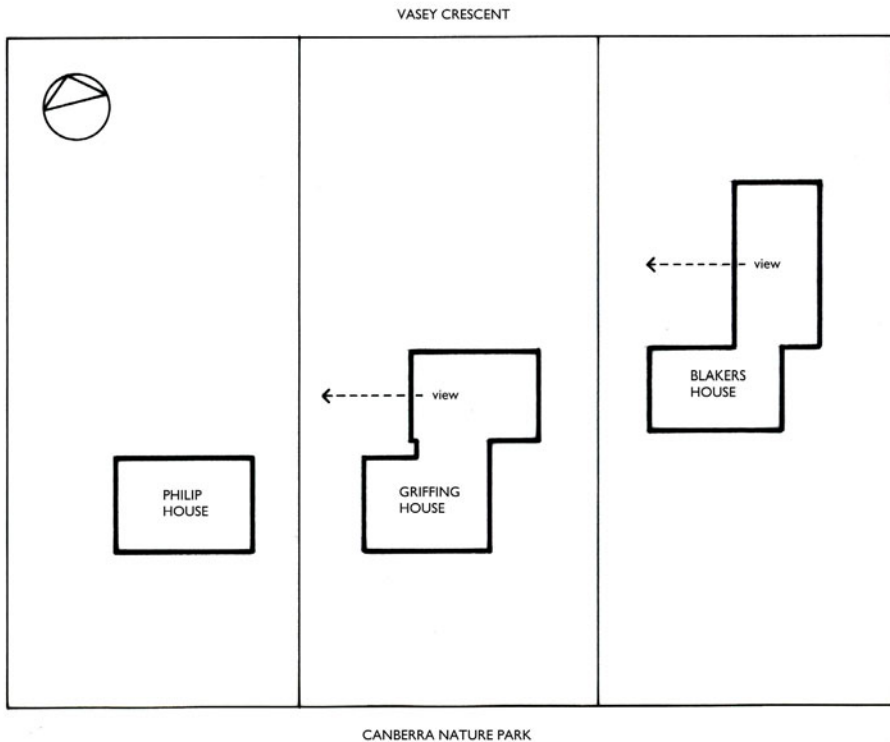 VASEY CRESCENT
view
BLAKERS
HOUSE
view
PHILIP
HOUSE
GRIFFING
HOUSE
CANBERRA NATURE PARK